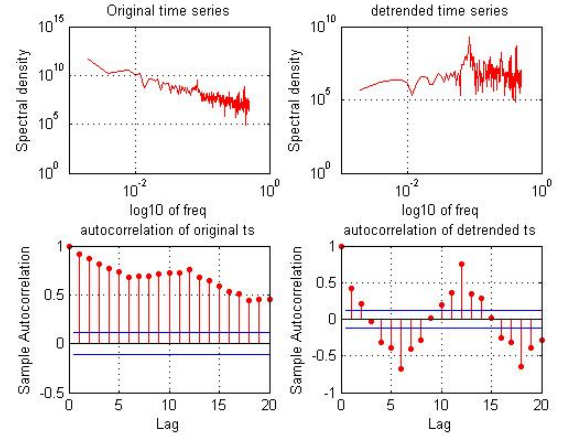 Original time series
detrended time series
10^15
10^10
10^5
10^0
Spectral density
10^-2
10^0
log10 of freq
10^10
10^5
10^0
Spectral density
10^-2
10^0
log10 of freq
autocorrelation of original ts
autocorrelation of detrended ts
1
0.5
0
-0.5
Sample Autocorrelation
0 5 10 15 20
Lag
1
0.5
0
-0.5
-1
Sample Autocorrelation
0 5 10 15 20
Lag